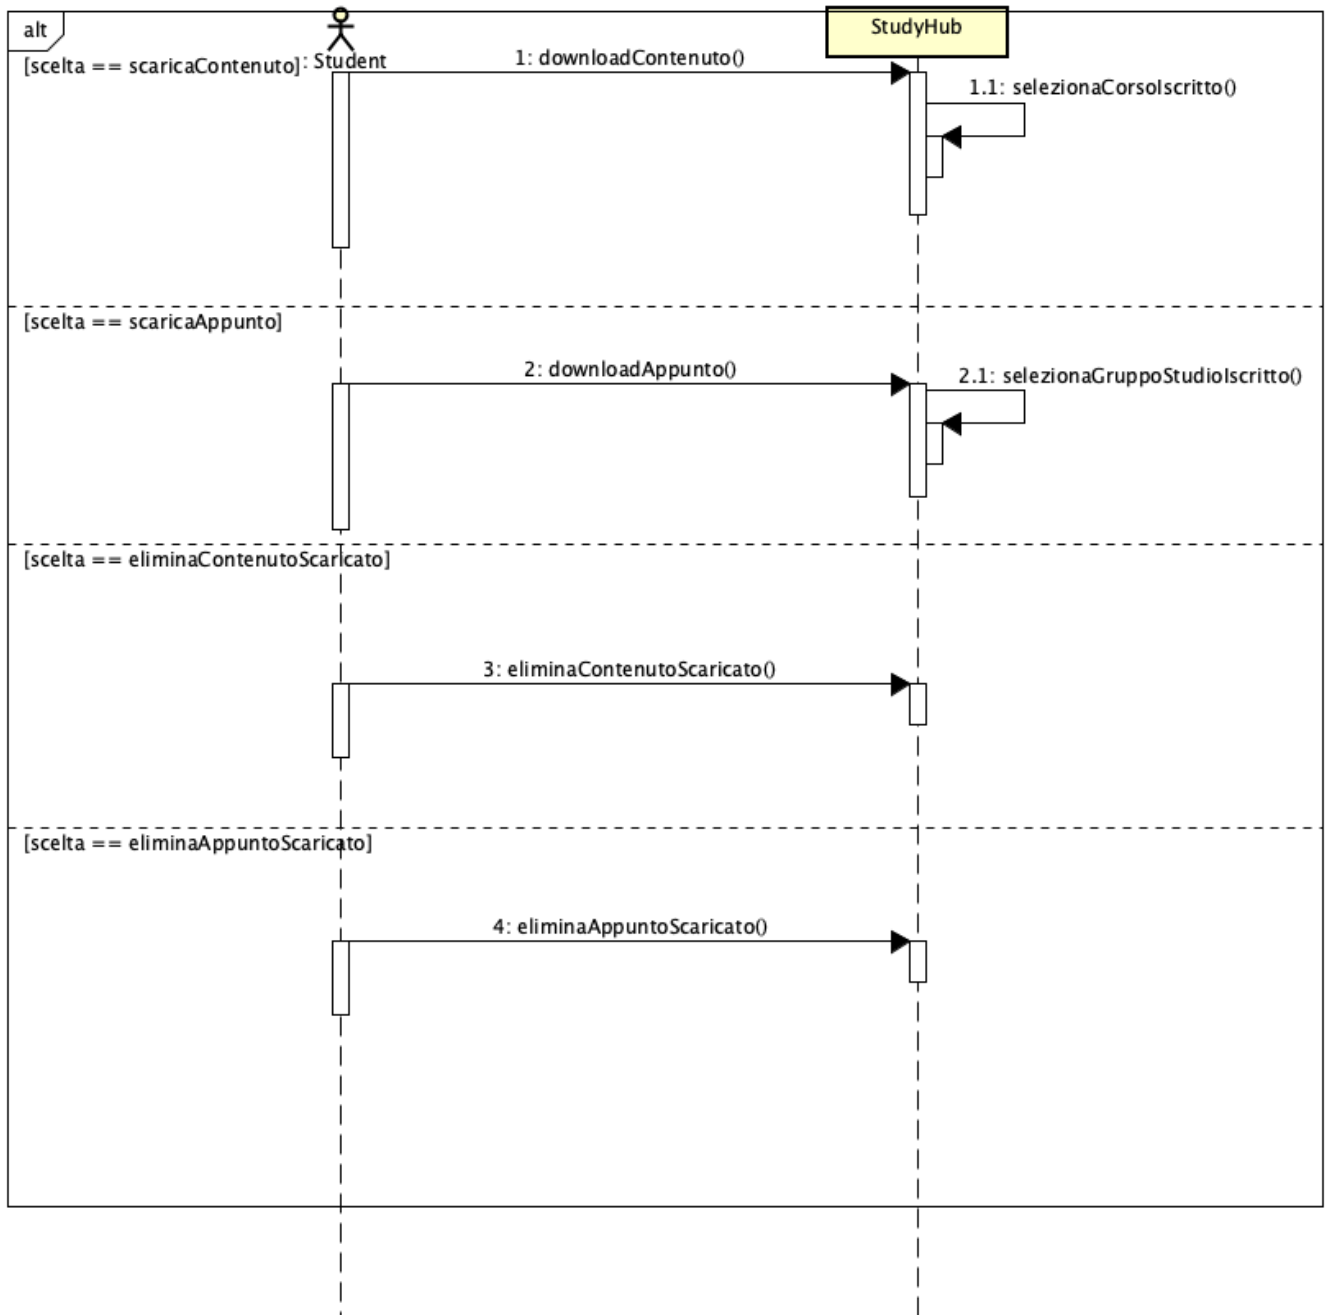 alt
StudyHub
[scelta == scaricaContenuto]
: Student
1: downloadContenuto()
1.1: selezionaCorsoIscritto()
[scelta == scaricaAppunto]
2: downloadAppunto()
2.1: selezionaGruppoStudioIscritto()
[scelta == eliminaContenutoScaricato]
3: eliminaContenutoScaricato()
[scelta == eliminaAppuntoScaricato]
4: eliminaAppuntoScaricato()